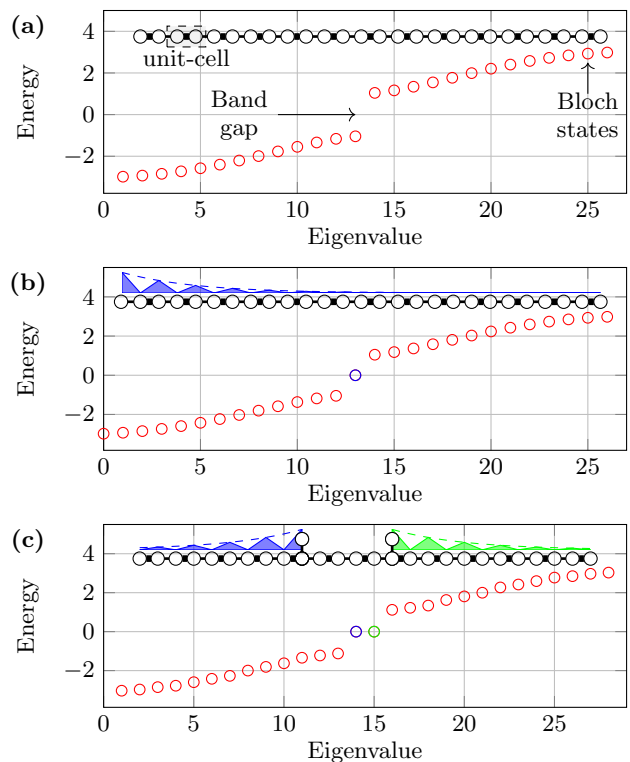 (a)
4
2
0
−2
Energy
unit-cell
Band
gap
Bloch
states
0 5 10 15 20 25
Eigenvalue
(b)
4
2
0
−2
Energy
0 5 10 15 20 25
Eigenvalue
(c)
4
2
0
−2
Energy
0 5 10 15 20 25
Eigenvalue